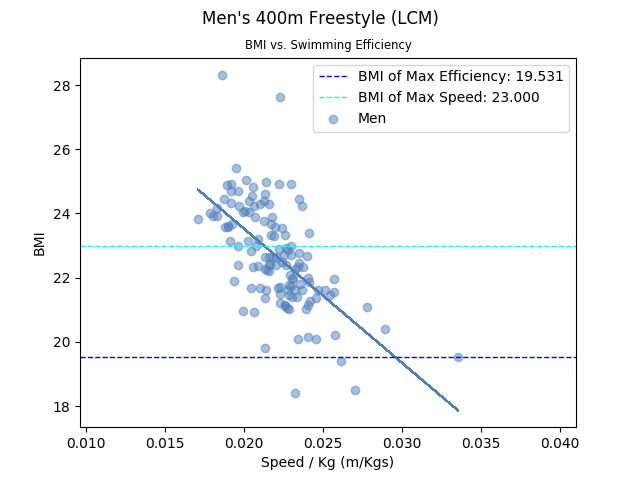 Men's 400m Freestyle (LCM)
BMI vs. Swimming Efficiency
BMI of Max Efficiency: 19.531
BMI of Max Speed: 23.000
Men
BMI
28
26
24
22
20
18
0.010 0.015 0.020 0.025 0.030 0.035 0.040
Speed / Kg (m/Kgs)